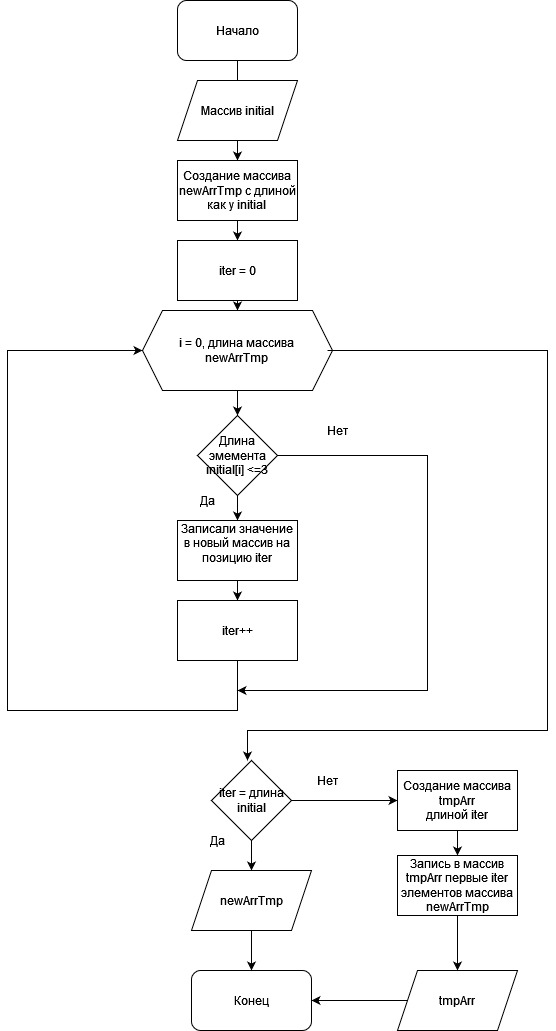 Начало
Массив initial
Создание массива
newArrTmp с длиной
как у initial
iter = 0
i = 0, длина массива
newArrTmp
Длина
эмемента
initial[i] <=3
Нет
Да
Записали значение
в новый массив на
позицию iter
iter++
iter = длина
initial
Нет
Да
Создание массива
tmpArr
длиной iter
Запись в массив
tmpArr первые iter
элементов массива
newArrTmp
newArrTmp
Конец
tmpArr